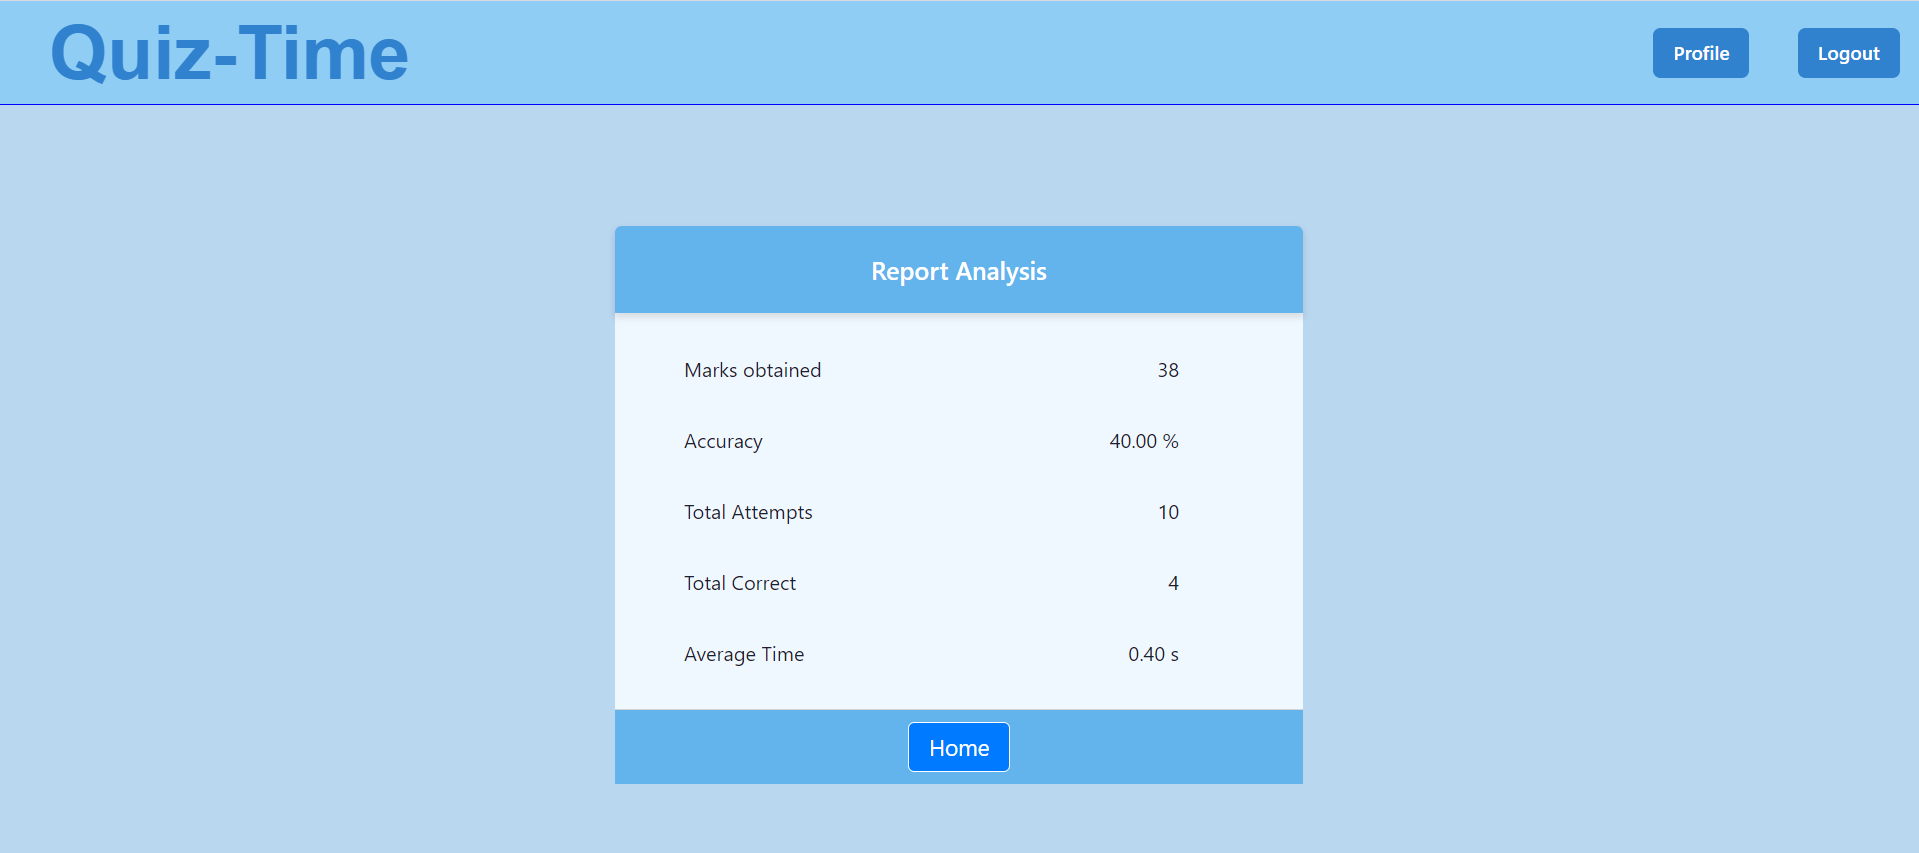 Quiz-Time
Profile
Logout
Report Analysis
Marks obtained 38
Accuracy 40.00 %
Total Attempts 10
Total Correct 4
Average Time 0.40 s
Home